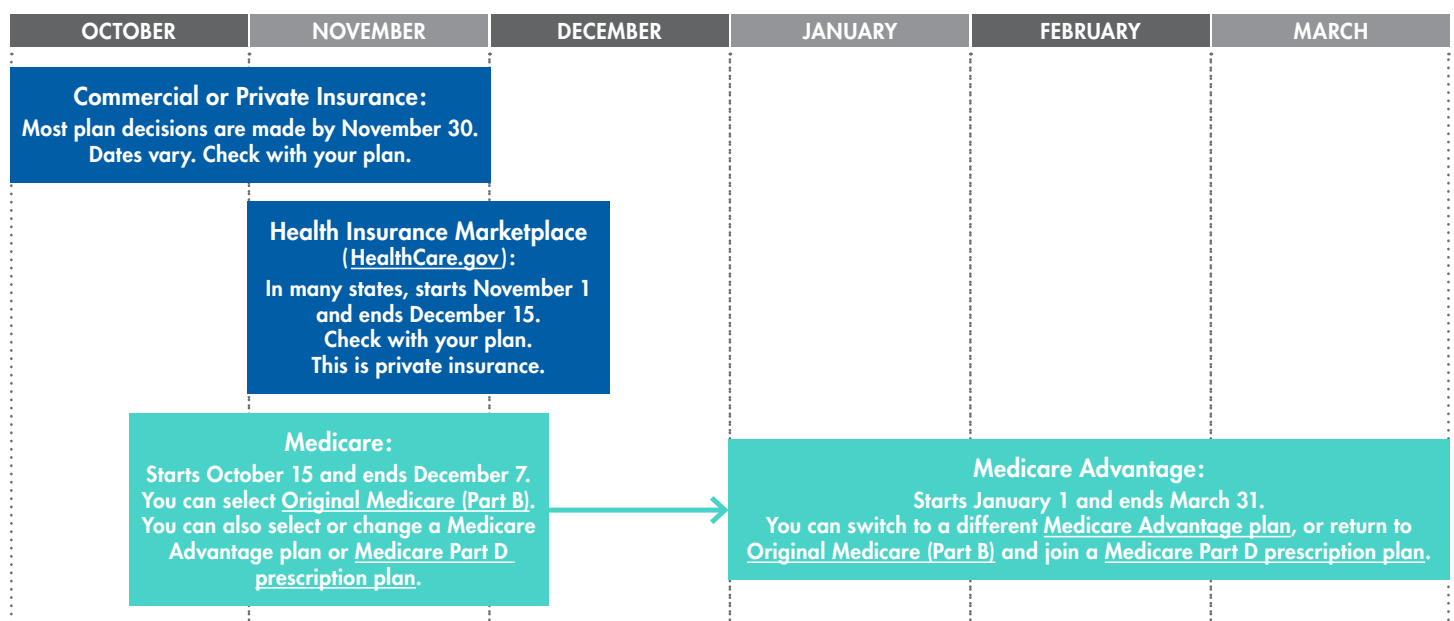 OCTOBER NOVEMBER DECEMBER JANUARY FEBRUARY MARCH
Commercial or Private Insurance:
Most plan decisions are made by November 30.
Dates vary. Check with your plan.
Health Insurance Marketplace
(HealthCare.gov):
In many states, starts November 1
and ends December 15.
Check with your plan.
This is private insurance.
Medicare:
Starts October 15 and ends December 7.
You can select Original Medicare (Part B).
You can also select or change a Medicare
Advantage plan or Medicare Part D
prescription plan.
Medicare Advantage:
Starts January 1 and ends March 31.
You can switch to a different Medicare Advantage plan, or return to
Original Medicare (Part B) and join a Medicare Part D prescription plan.